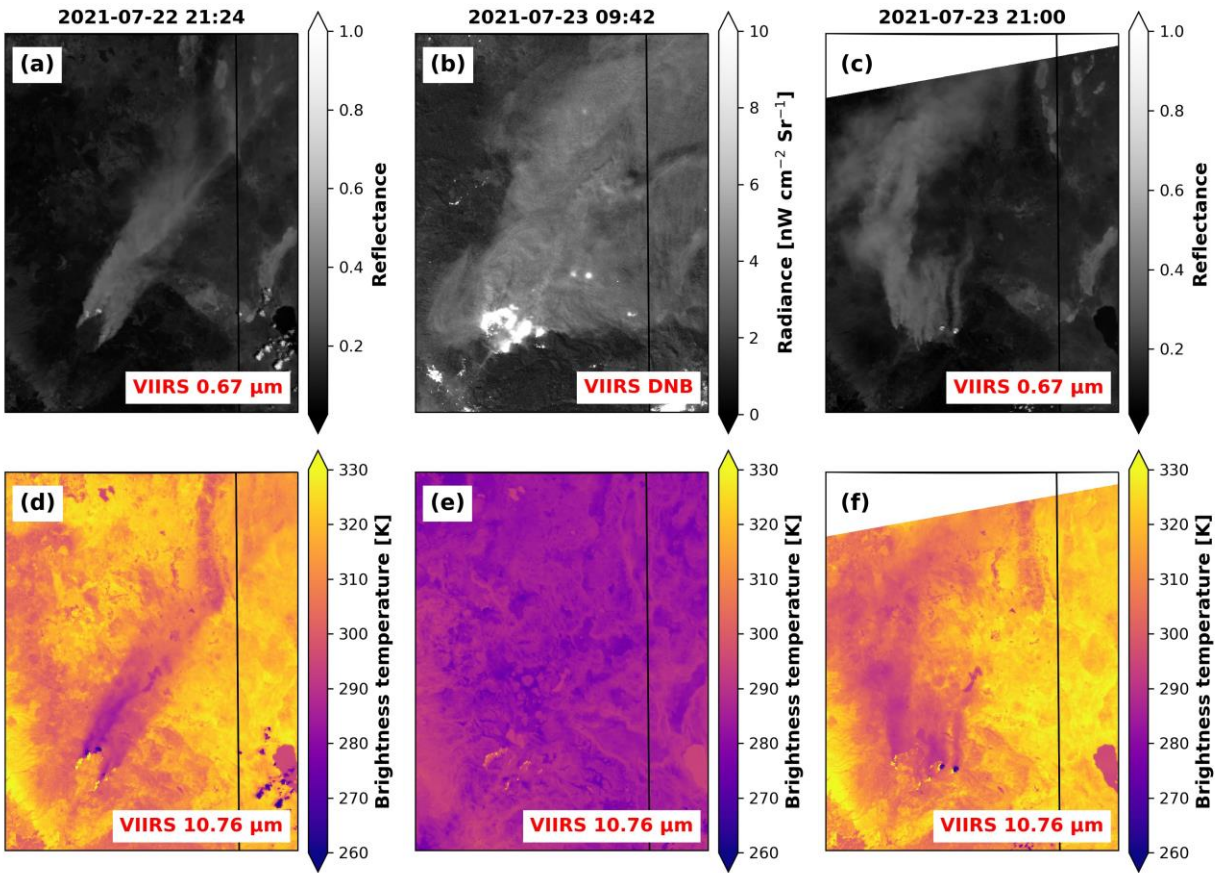 2021-07-22 21:24
2021-07-23 09:42
2021-07-23 21:00
(a)
VIIRS 0.67 μm
1.0
0.8
0.6
0.4
0.2
Reflectance
(b)
VIIRS DNB
10
8
6
4
2
0
Radiance [nW cm⁻² Sr⁻¹]
(c)
VIIRS 0.67 μm
1.0
0.8
0.6
0.4
0.2
Reflectance
(d)
VIIRS 10.76 μm
330
320
310
300
290
280
270
260
Brightness temperature [K]
(e)
VIIRS 10.76 μm
330
320
310
300
290
280
270
260
Brightness temperature [K]
(f)
VIIRS 10.76 μm
330
320
310
300
290
280
270
260
Brightness temperature [K]